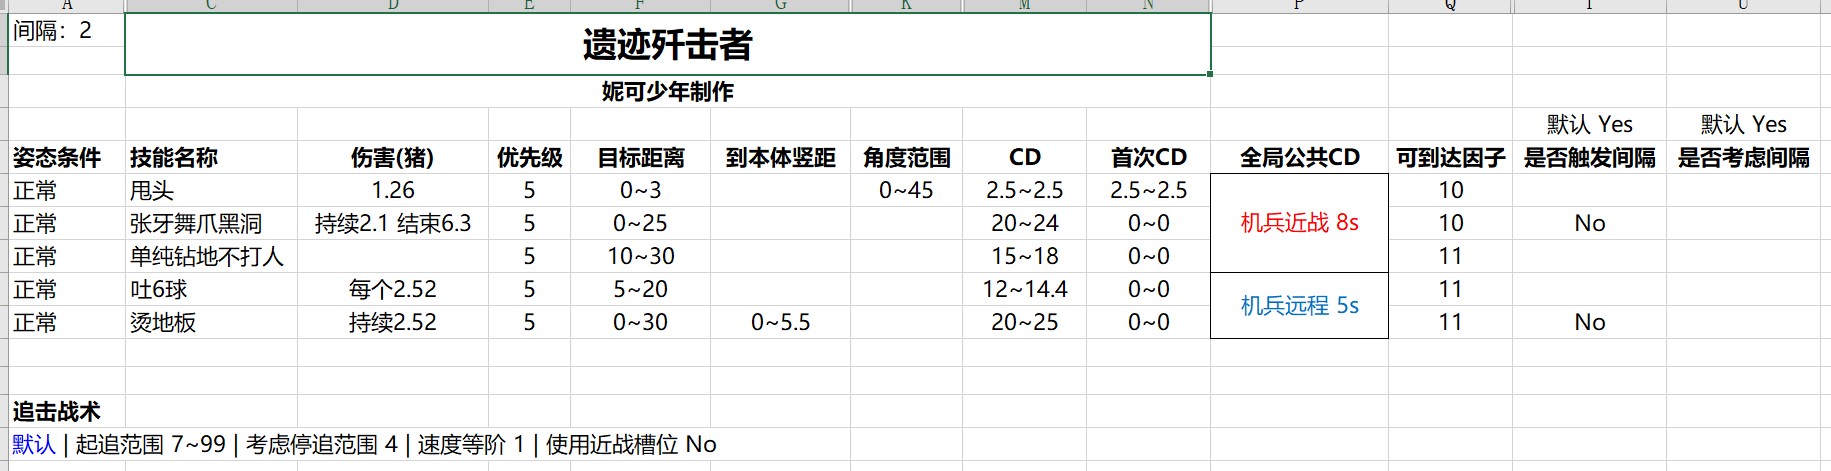 A C D E F G K M N P Q T U
间隔：2
遗迹歼击者
妮可少年制作
默认 Yes 默认 Yes
姿态条件 技能名称 伤害(猪) 优先级 目标距离 到本体竖距 角度范围 CD 首次CD 全局公共CD 可到达因子 是否触发间隔 是否考虑间隔
正常 甩头 1.26 5 0~3 0~45 2.5~2.5 2.5~2.5 10
正常 张牙舞爪黑洞 持续2.1 结束6.3 5 0~25 20~24 0~0 机兵近战 8s 10 No
正常 单纯钻地不打人 5 10~30 15~18 0~0 11
正常 吐6球 每个2.52 5 5~20 12~14.4 0~0 11
机兵远程 5s
正常 烫地板 持续2.52 5 0~30 0~5.5 20~25 0~0 11 No
追击战术
默认 | 起追范围 7~99 | 考虑停追范围 4 | 速度等阶 1 | 使用近战槽位 No